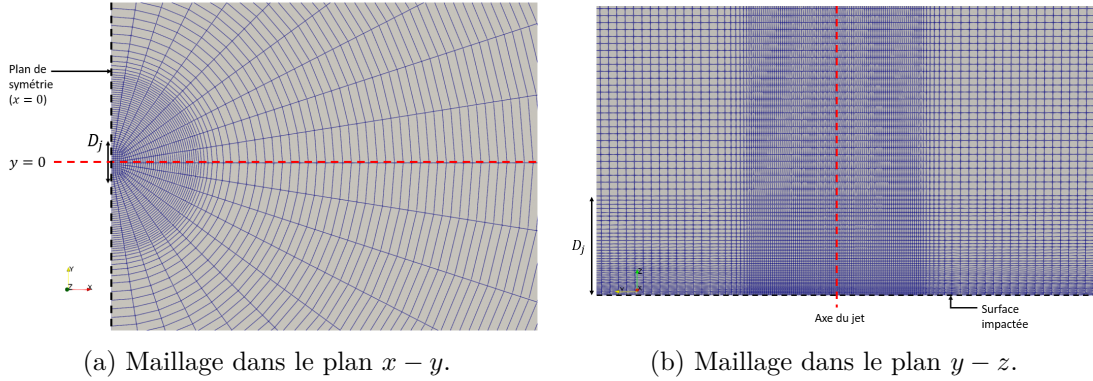 Plan de
symétrie
(x = 0)
D_j
y = 0
Y
Z
X
(a) Maillage dans le plan x − y.
D_j
Z
Axe du jet
Surface
impactée
(b) Maillage dans le plan y − z.